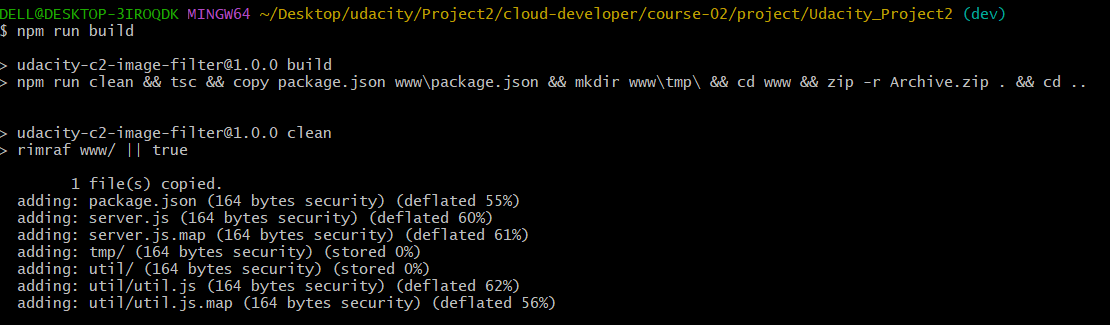 DELL@DESKTOP-3IROQDK MINGW64 ~/Desktop/udacity/Project2/cloud-developer/course-02/project/Udacity_Project2 (dev)
$ npm run build
> udacity-c2-image-filter@1.0.0 build
> npm run clean && tsc && copy package.json www\package.json && mkdir www\tmp\ && cd www && zip -r Archive.zip . && cd ..
> udacity-c2-image-filter@1.0.0 clean
> rimraf www/ || true
1 file(s) copied.
adding: package.json (164 bytes security) (deflated 55%)
adding: server.js (164 bytes security) (deflated 60%)
adding: server.js.map (164 bytes security) (deflated 61%)
adding: tmp/ (164 bytes security) (stored 0%)
adding: util/ (164 bytes security) (stored 0%)
adding: util/util.js (164 bytes security) (deflated 62%)
adding: util/util.js.map (164 bytes security) (deflated 56%)